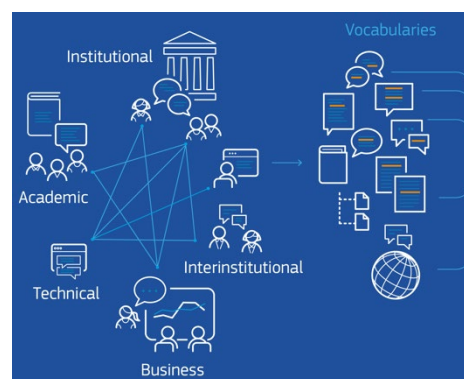 Vocabularies
Institutional
Academic
Interinstitutional
Technical
Business